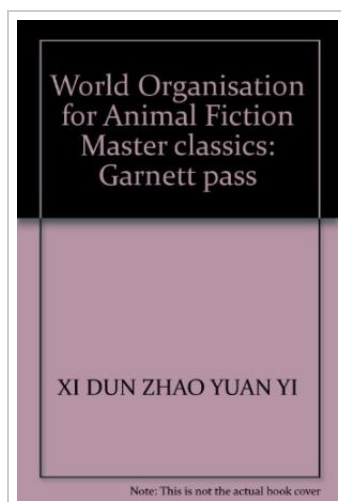 World Organisation
for Animal Fiction
Master classics:
Garnett pass
XI DUN ZHAO YUAN YI
Note: This is not the actual book cover